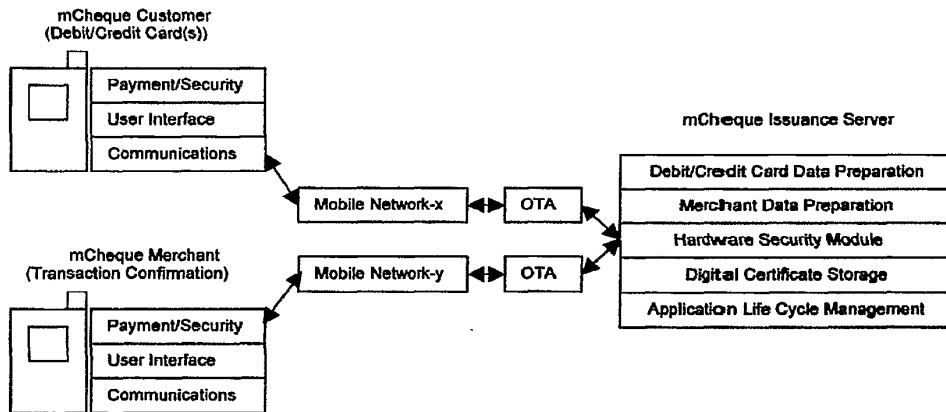 mCheque Customer
(Debit/Credit Card(s))
Payment/Security
User Interface
Communications
mCheque Issuance Server
Debit/Credit Card Data Preparation
Merchant Data Preparation
Hardware Security Module
Digital Certificate Storage
Application Life Cycle Management
Mobile Network-x
OTA
Mobile Network-y
OTA
mCheque Merchant
(Transaction Confirmation)
Payment/Security
User Interface
Communications